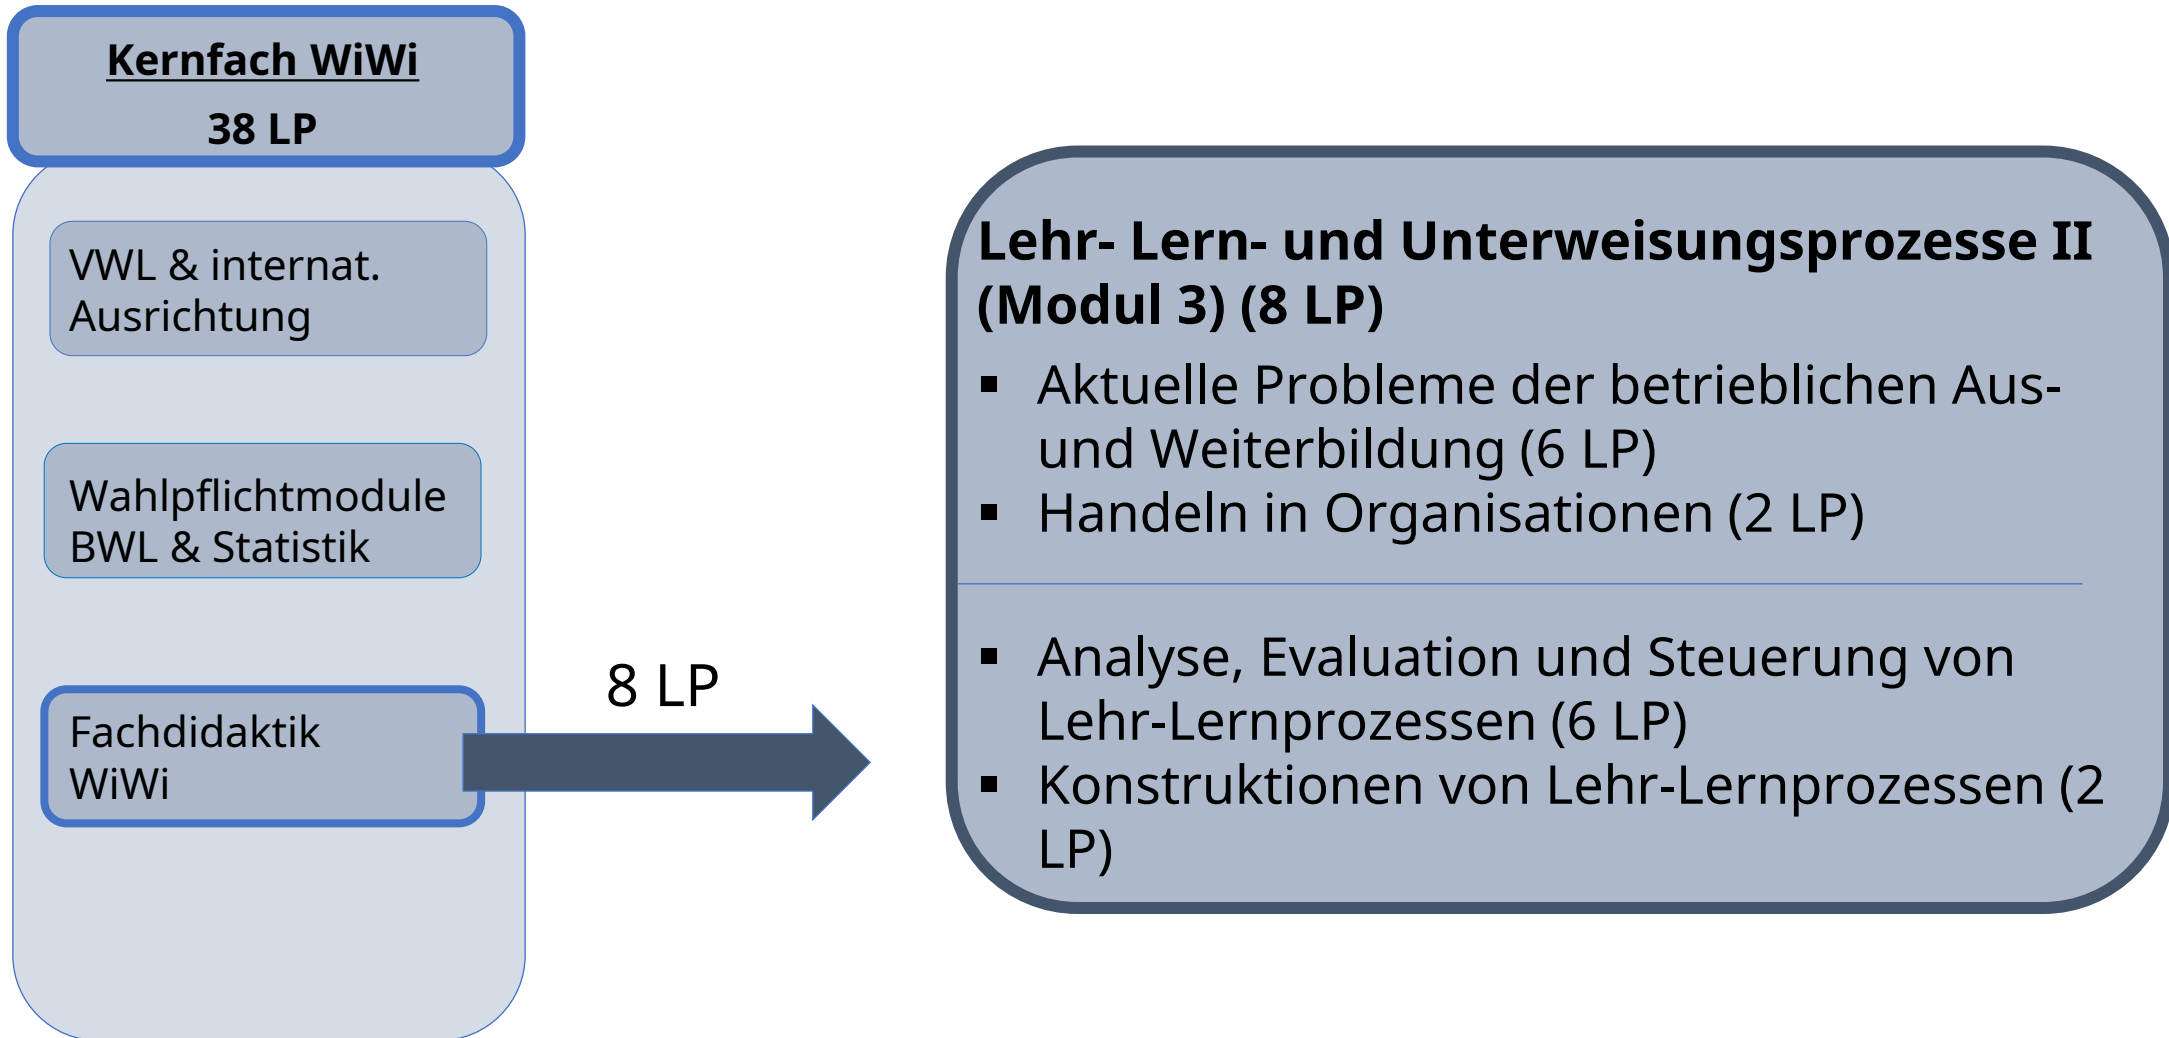 Kernfach WiWi
38 LP
VWL & internat.
Ausrichtung
Wahlpflichtmodule
BWL & Statistik
Fachdidaktik
WiWi
8 LP
Lehr- Lern- und Unterweisungsprozesse II
(Modul 3) (8 LP)
▪ Aktuelle Probleme der betrieblichen Aus-
und Weiterbildung (6 LP)
▪ Handeln in Organisationen (2 LP)
▪ Analyse, Evaluation und Steuerung von
Lehr-Lernprozessen (6 LP)
▪ Konstruktionen von Lehr-Lernprozessen (2
LP)